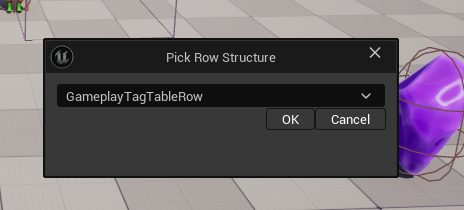 Pick Row Structure
GameplayTagTableRow
OK Cancel